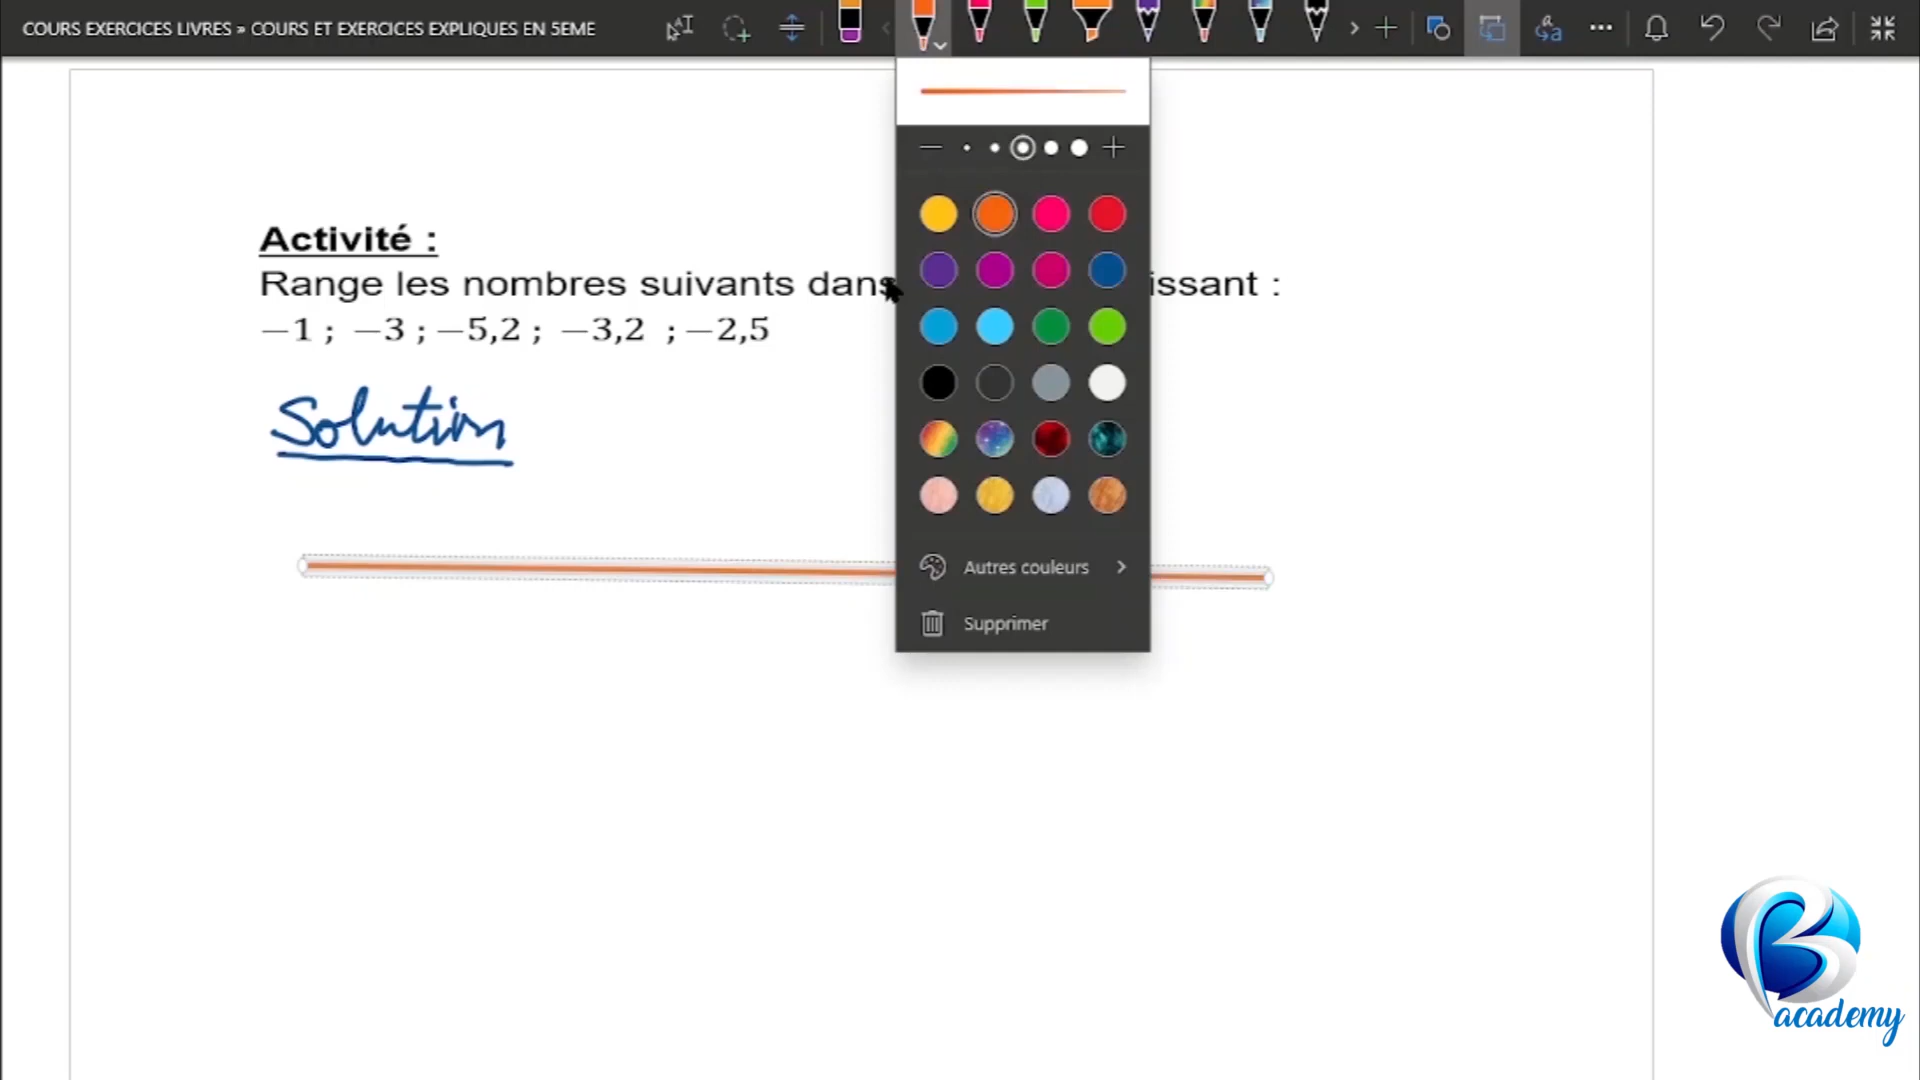 COURS EXERCICES LIVRES » COURS ET EXERCICES EXPLIQUES EN 5EME
Activité :
Range les nombres suivants dans issant :
−1 ; −3 ; −5,2 ; −3,2 ; −2,5
Solution
Autres couleurs
Supprimer
academy